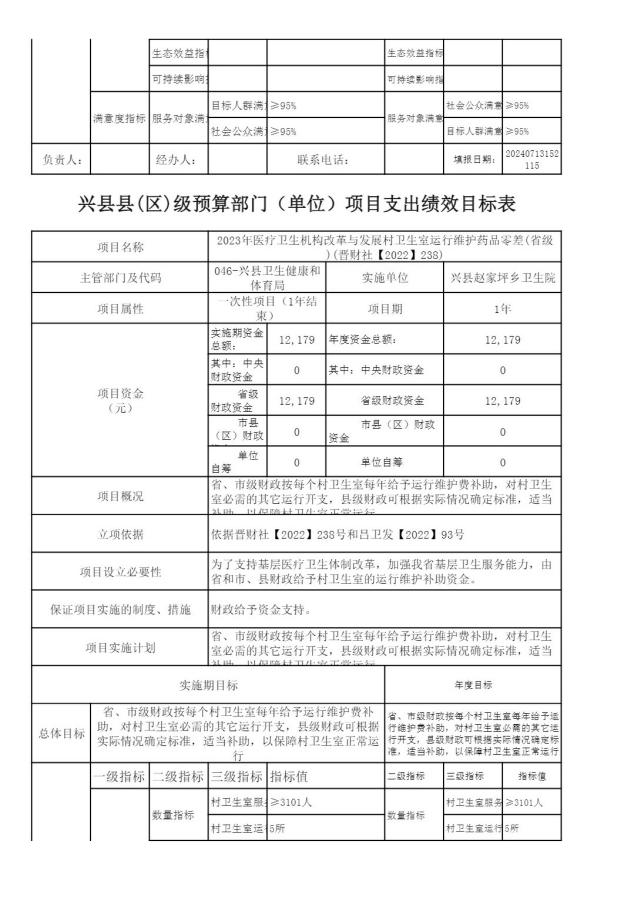 生态效益指 生态效益指标
可持续影响 可持续影响指
满意度指标 服务对象满 目标人群满 ≥95% 服务对象满意 社会公众满意 ≥95%
社会公众满 ≥95% 目标人群满意 ≥95%
负责人: 经办人: 联系电话: 填报日期: 20240713152
115
兴县县(区)级预算部门（单位）项目支出绩效目标表
项目名称 2023年医疗卫生机构改革与发展村卫生室运行维护药品零差(省级
)(晋财社【2022】238)
主管部门及代码 046-兴县卫生健康和
体育局 实施单位 兴县赵家坪乡卫生院
项目属性 一次性项目（1年结
束） 项目期 1年
项目资金
（元） 实施期资金
总额: 12,179 年度资金总额: 12,179
其中: 中央
财政资金 0 其中: 中央财政资金 0
省级
财政资金 12,179 省级财政资金 12,179
市县
（区）财政 0 市县（区）财政
资金 0
单位
自筹 0 单位自筹 0
项目概况 省、市级财政按每个村卫生室每年给予运行维护费补助，对村卫生
室必需的其它运行开支，县级财政可根据实际情况确定标准，适当
补助，以保障村卫生室正常运行
立项依据 依据晋财社【2022】238号和吕卫发【2022】93号
项目设立必要性 为了支持基层医疗卫生体制改革，加强我省基层卫生服务能力，由
省和市、县财政给予村卫生室的运行维护补助资金。
保证项目实施的制度、措施 财政给予资金支持。
项目实施计划 省、市级财政按每个村卫生室每年给予运行维护费补助，对村卫生
室必需的其它运行开支，县级财政可根据实际情况确定标准，适当
补助，以保障村卫生室正常运行
实施期目标 年度目标
总体目标 省、市级财政按每个村卫生室每年给予运行维护费补
助，对村卫生室必需的其它运行开支，县级财政可根据
实际情况确定标准，适当补助，以保障村卫生室正常运
行
省、市级财政按每个村卫生室每年给予运
行维护费补助，对村卫生室必需的其它运
行开支，县级财政可根据实际情况确定标
准，适当补助，以保障村卫生室正常运行
一级指标 二级指标 三级指标 指标值 二级指标 三级指标 指标值
数量指标 村卫生室服 ≥3101人 数量指标 村卫生室服务 ≥3101人
村卫生室运 5所 村卫生室运行 5所